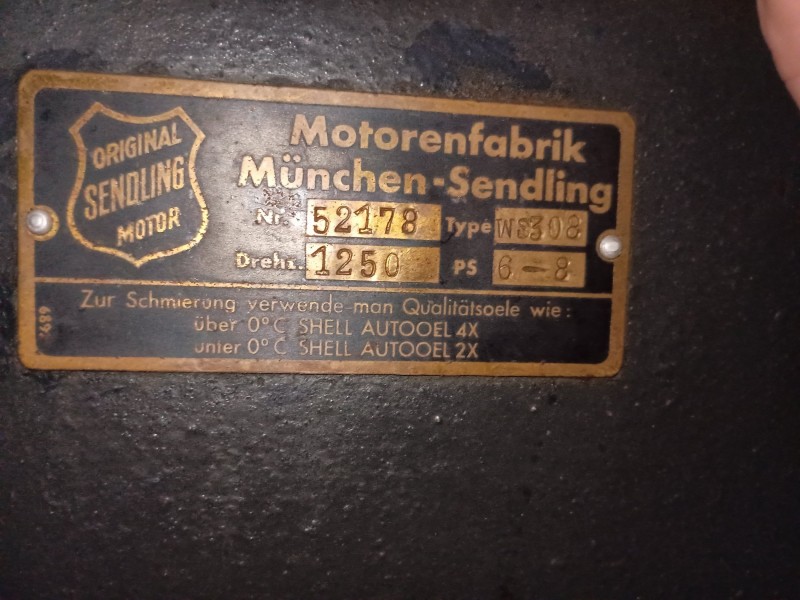 ORIGINAL
SENDLING
MOTOR
Motorenfabrik
München-Sendling
Nr. 52178 Type WS308
Drehz. 1250 PS 6-8
Zur Schmierung verwende man Qualitätsoele wie:
über 0°C SHELL AUTOOEL 4X
unter 0°C SHELL AUTOOEL 2X